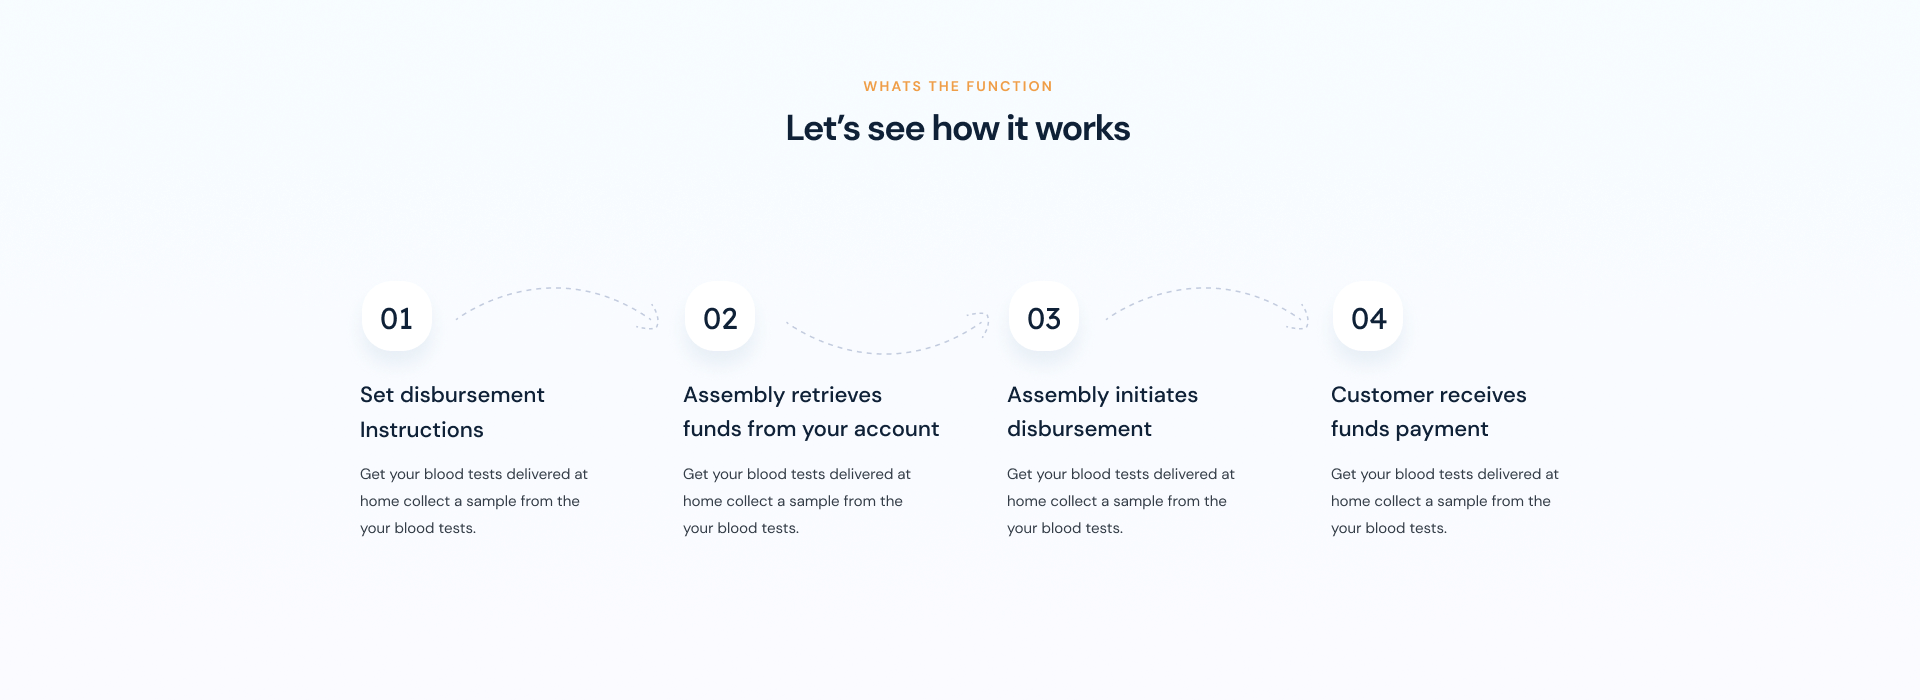 WHATS THE FUNCTION
Let’s see how it works
01
Set disbursement
Instructions
Get your blood tests delivered at
home collect a sample from the
your blood tests.
02
Assembly retrieves
funds from your account
Get your blood tests delivered at
home collect a sample from the
your blood tests.
03
Assembly initiates
disbursement
Get your blood tests delivered at
home collect a sample from the
your blood tests.
04
Customer receives
funds payment
Get your blood tests delivered at
home collect a sample from the
your blood tests.